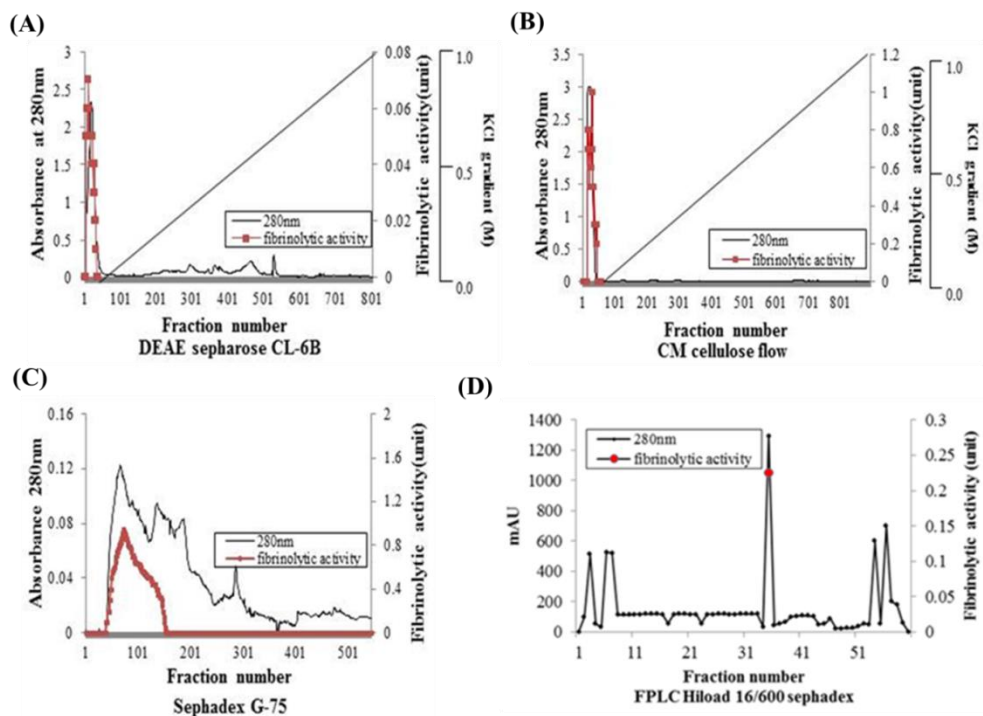 (A)
Absorbance at 280nm
3
2.5
2
1.5
1
0.5
0
280nm
fibrinolytic activity
0.08
0.06
0.04
0.02
0
Fibrinolytic activity(unit)
1.0
0.5
0.0
KCl gradient (M)
1 101 201 301 401 501 601 701 801
Fraction number
DEAE sepharose CL-6B
(B)
Absorbance 280nm
3.5
3
2.5
2
1.5
1
0.5
0
280nm
fibrinolytic activity
1.2
1
0.8
0.6
0.4
0.2
0
Fibrinolytic activity(unit)
1.0
0.5
0.0
KCl gradient (M)
1 101 201 301 401 501 601 701 801
Fraction number
CM cellulose flow
(C)
Absorbance 280nm
0.16
0.12
0.08
0.04
0
280nm
fibrinolytic activity
2
1.6
1.2
0.8
0.4
0
Fibrinolytic activity(unit)
1 101 201 301 401 501
Fraction number
Sephadex G-75
(D)
mAU
1400
1200
1000
800
600
400
200
0
280nm
fibrinolytic activity
0.3
0.25
0.2
0.15
0.1
0.05
0
Fibrinolytic activity (unit)
1 11 21 31 41 51
Fraction number
FPLC Hiload 16/600 sephadex